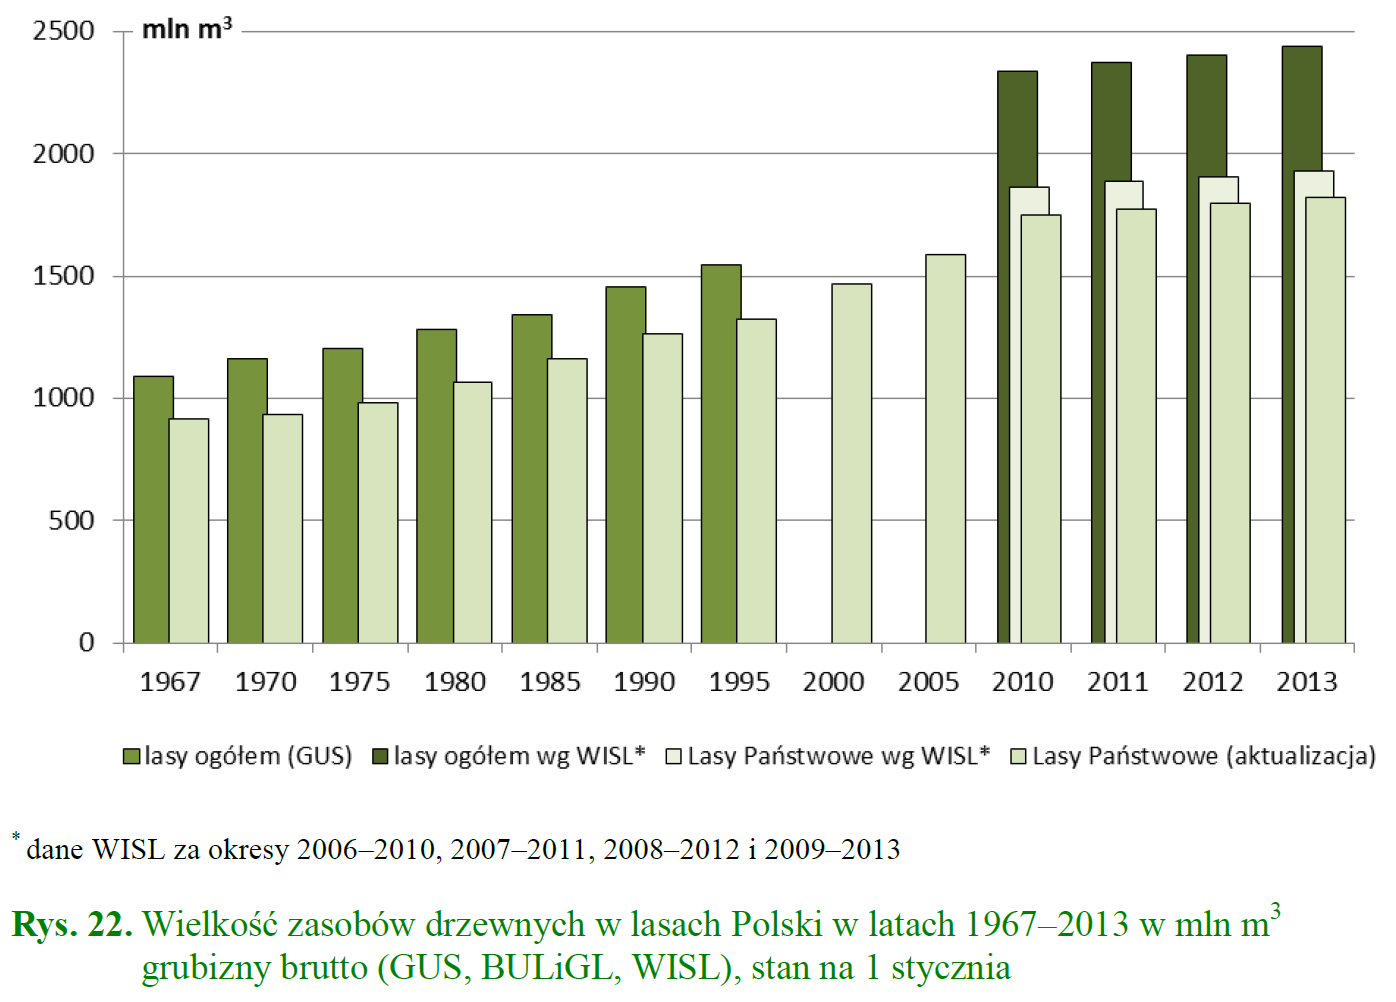 mln m³
2500
2000
1500
1000
500
0
1967 1970 1975 1980 1985 1990 1995 2000 2005 2010 2011 2012 2013
lasy ogółem (GUS) lasy ogółem wg WISL* Lasy Państwowe wg WISL* Lasy Państwowe (aktualizacja)
* dane WISL za okresy 2006–2010, 2007–2011, 2008–2012 i 2009–2013
Rys. 22. Wielkość zasobów drzewnych w lasach Polski w latach 1967–2013 w mln m³
grubizny brutto (GUS, BULiGL, WISL), stan na 1 stycznia